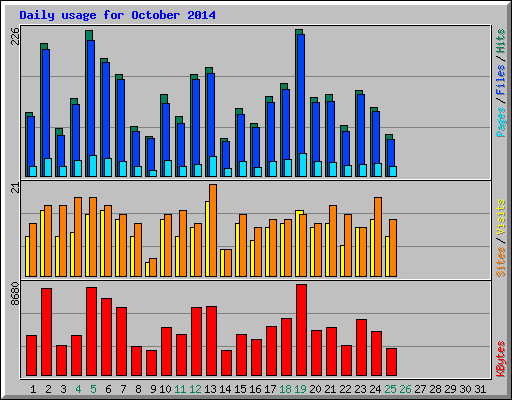 Daily usage for October 2014
226
Pages / Files / Hits
21
Sites / Visits
8680
KBytes
1 2 3 4 5 6 7 8 9 10 11 12 13 14 15 16 17 18 19 20 21 22 23 24 25 26 27 28 29 30 31